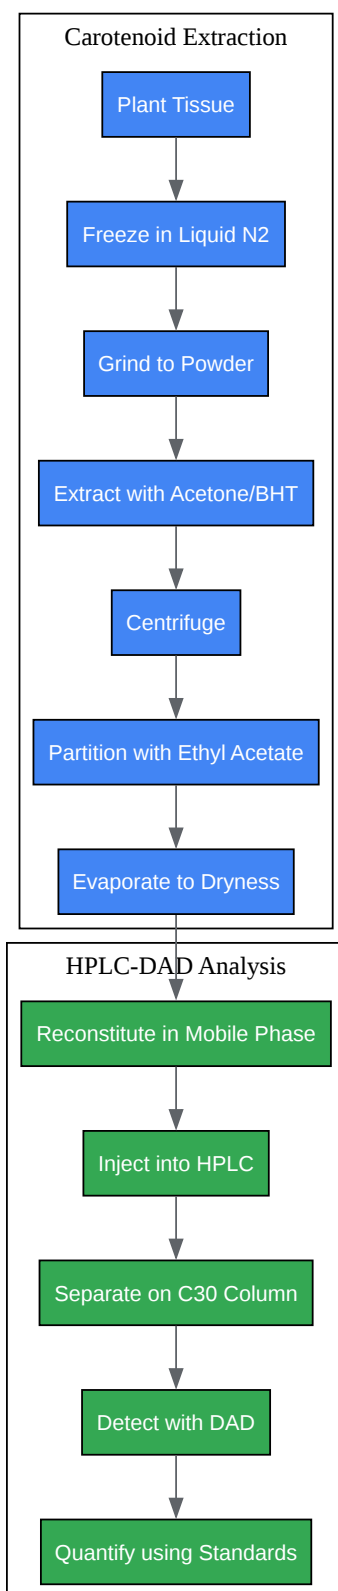 Carotenoid Extraction
Plant Tissue
Freeze in Liquid N2
Grind to Powder
Extract with Acetone/BHT
Centrifuge
Partition with Ethyl Acetate
Evaporate to Dryness
HPLC-DAD Analysis
Reconstitute in Mobile Phase
Inject into HPLC
Separate on C30 Column
Detect with DAD
Quantify using Standards